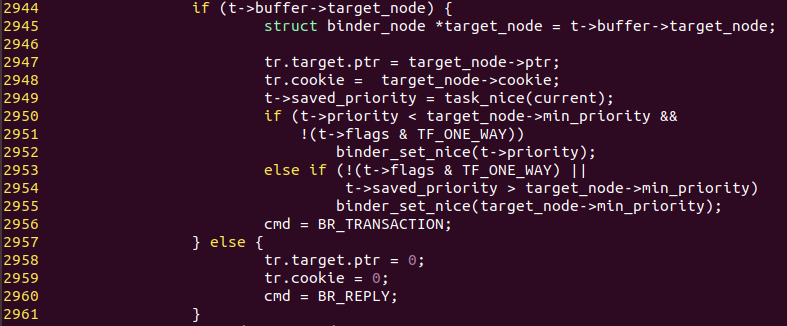 2944                 if (t->buffer->target_node) {
2945                         struct binder_node *target_node = t->buffer->target_node;
2946
2947                         tr.target.ptr = target_node->ptr;
2948                         tr.cookie =  target_node->cookie;
2949                         t->saved_priority = task_nice(current);
2950                         if (t->priority < target_node->min_priority &&
2951                             !(t->flags & TF_ONE_WAY))
2952                                 binder_set_nice(t->priority);
2953                         else if (!(t->flags & TF_ONE_WAY) ||
2954                                  t->saved_priority > target_node->min_priority)
2955                                 binder_set_nice(target_node->min_priority);
2956                         cmd = BR_TRANSACTION;
2957                 } else {
2958                         tr.target.ptr = 0;
2959                         tr.cookie = 0;
2960                         cmd = BR_REPLY;
2961                 }